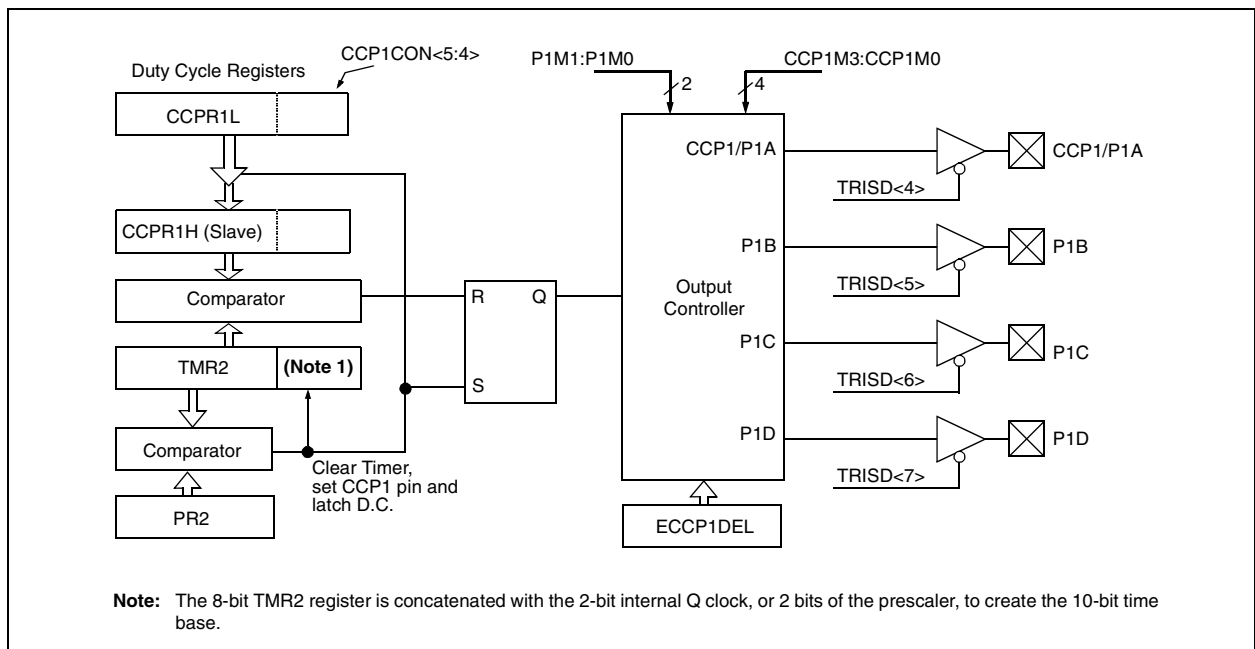 CCP1CON<5:4>
Duty Cycle Registers
CCPR1L
CCPR1H (Slave)
Comparator
TMR2
(Note 1)
Comparator
PR2
Clear Timer,
set CCP1 pin and
latch D.C.
R
Q
S
P1M1:P1M0
2
CCP1M3:CCP1M0
4
Output
Controller
CCP1/P1A
P1B
P1C
P1D
ECCP1DEL
TRISD<4>
CCP1/P1A
TRISD<5>
P1B
TRISD<6>
P1C
TRISD<7>
P1D
Note: The 8-bit TMR2 register is concatenated with the 2-bit internal Q clock, or 2 bits of the prescaler, to create the 10-bit time
base.